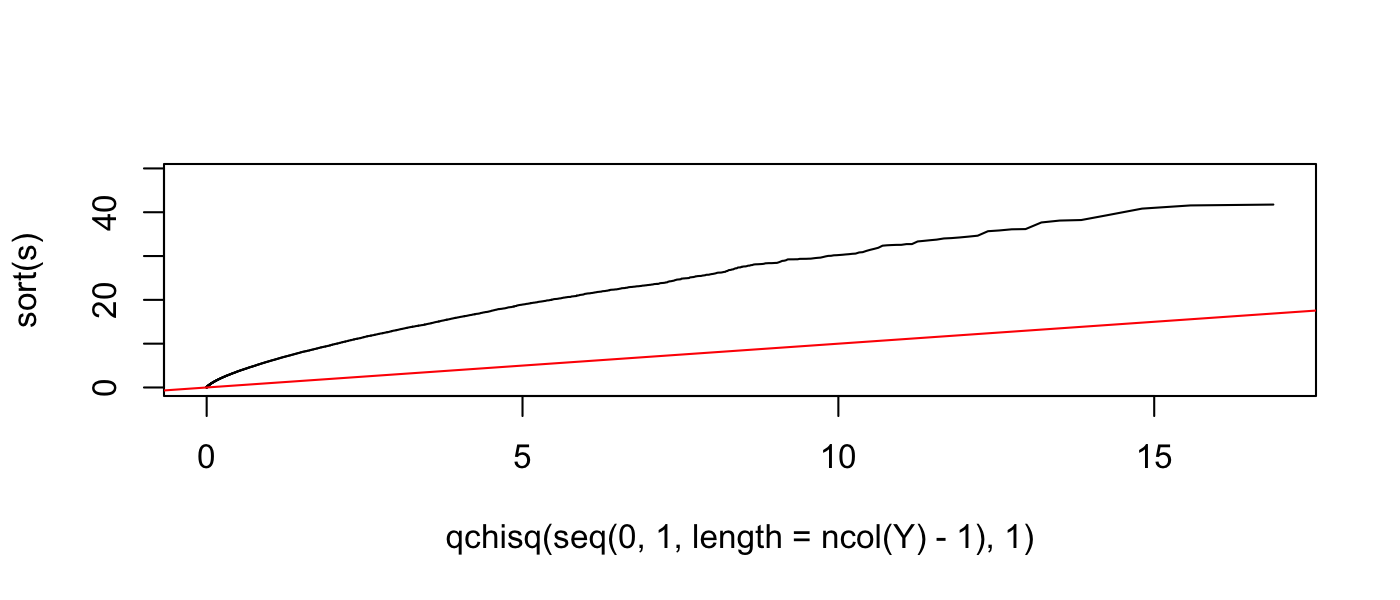 sort(s)
40
20
0
0 5 10 15
qchisq(seq(0, 1, length = ncol(Y) - 1), 1)